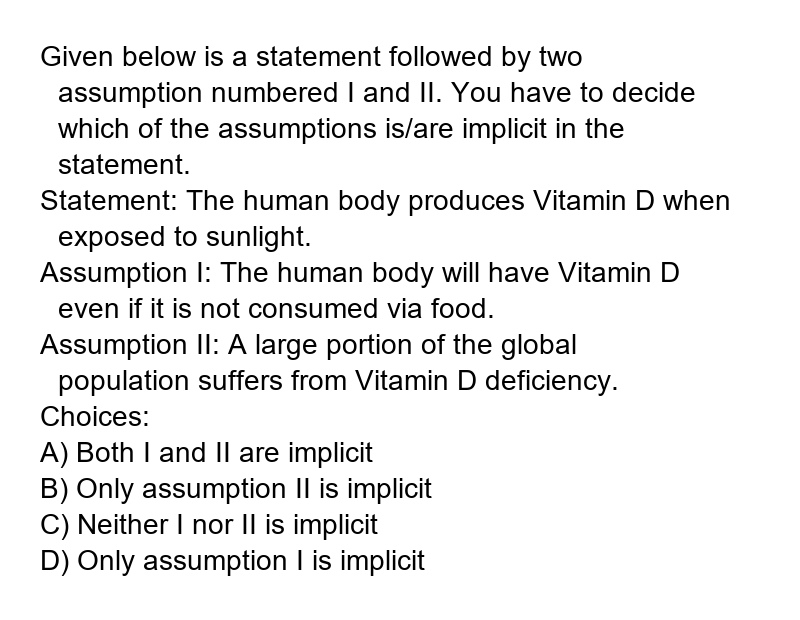 Given below is a statement followed by two
assumption numbered I and II. You have to decide
which of the assumptions is/are implicit in the
statement.
Statement: The human body produces Vitamin D when
exposed to sunlight.
Assumption I: The human body will have Vitamin D
even if it is not consumed via food.
Assumption II: A large portion of the global
population suffers from Vitamin D deficiency.
Choices:
A) Both I and II are implicit
B) Only assumption II is implicit
C) Neither I nor II is implicit
D) Only assumption I is implicit